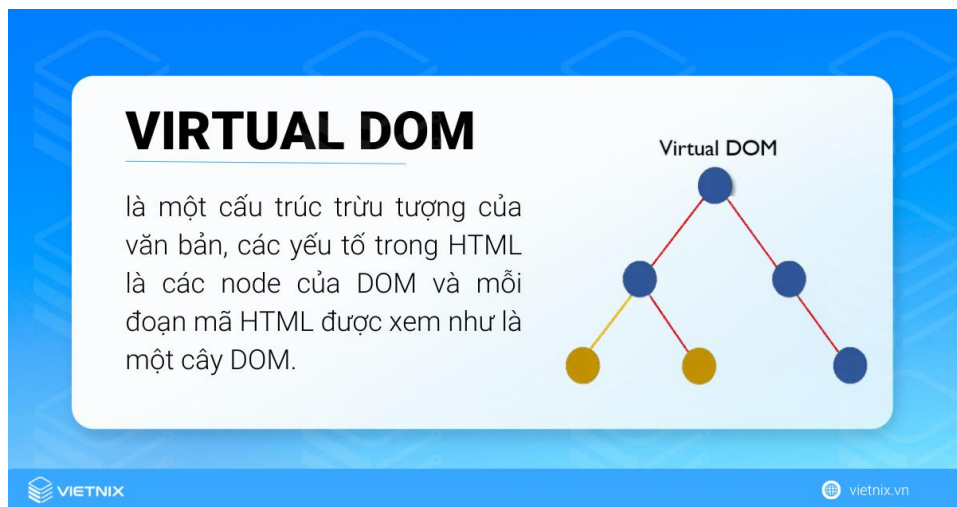 VIRTUAL DOM
là một cấu trúc trừu tượng của
văn bản, các yếu tố trong HTML
là các node của DOM và mỗi
đoạn mã HTML được xem như là
một cây DOM.
Virtual DOM
VIETNIX
vietnix.vn